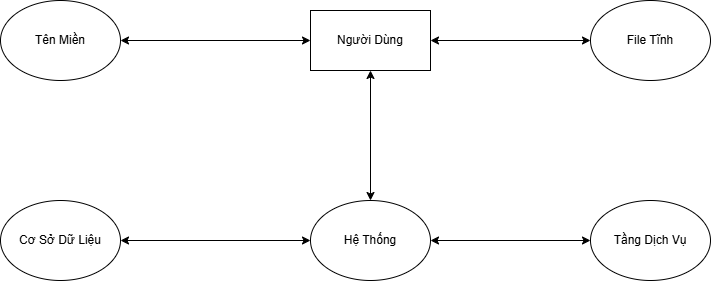 Tên Miền
Người Dùng
File Tĩnh
Cơ Sở Dữ Liệu
Hệ Thống
Tầng Dịch Vụ